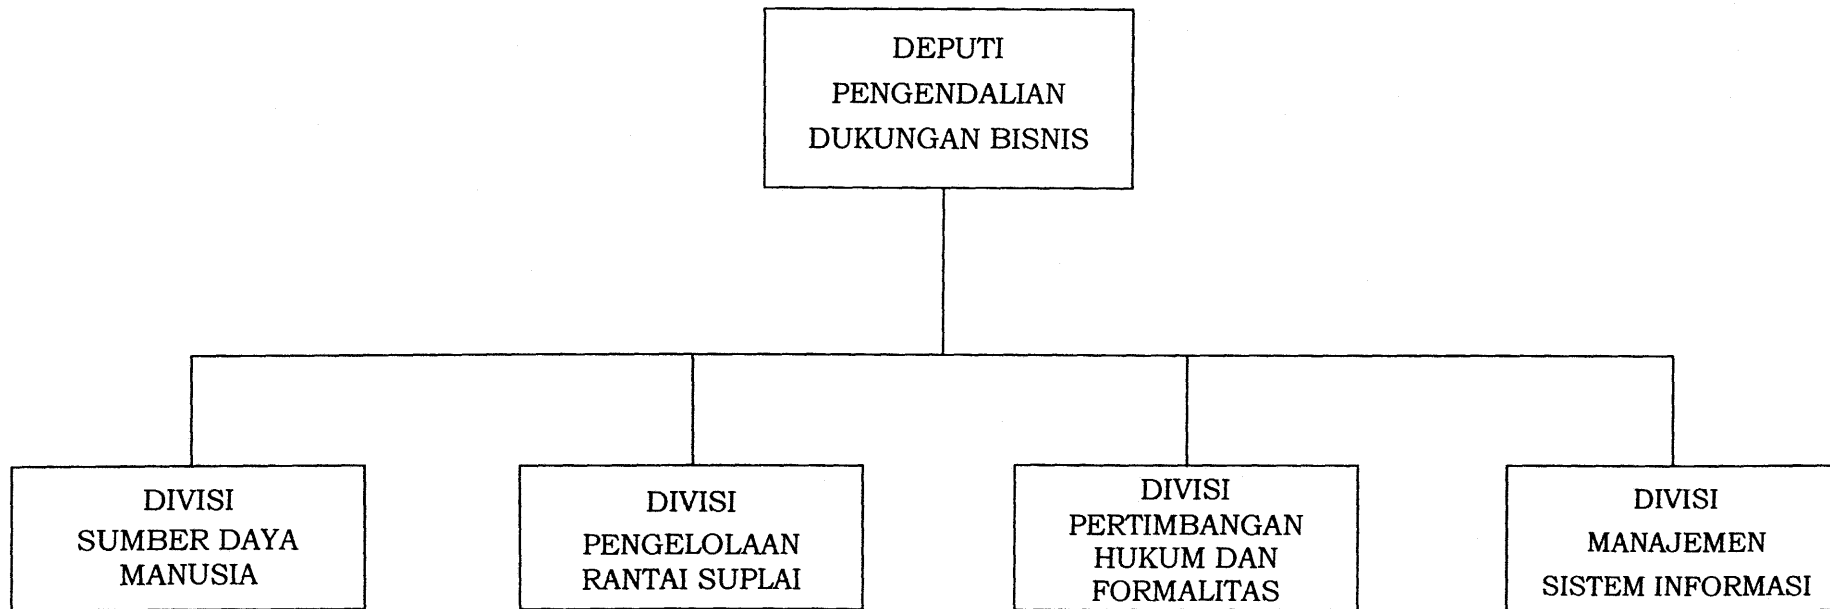 DEPUTI
PENGENDALIAN
DUKUNGAN BISNIS
DIVISI
SUMBER DAYA
MANUSIA
DIVISI
PENGELOLAAN
RANTAI SUPLAI
DIVISI
PERTIMBANGAN
HUKUM DAN
FORMALITAS
DIVISI
MANAJEMEN
SISTEM INFORMASI